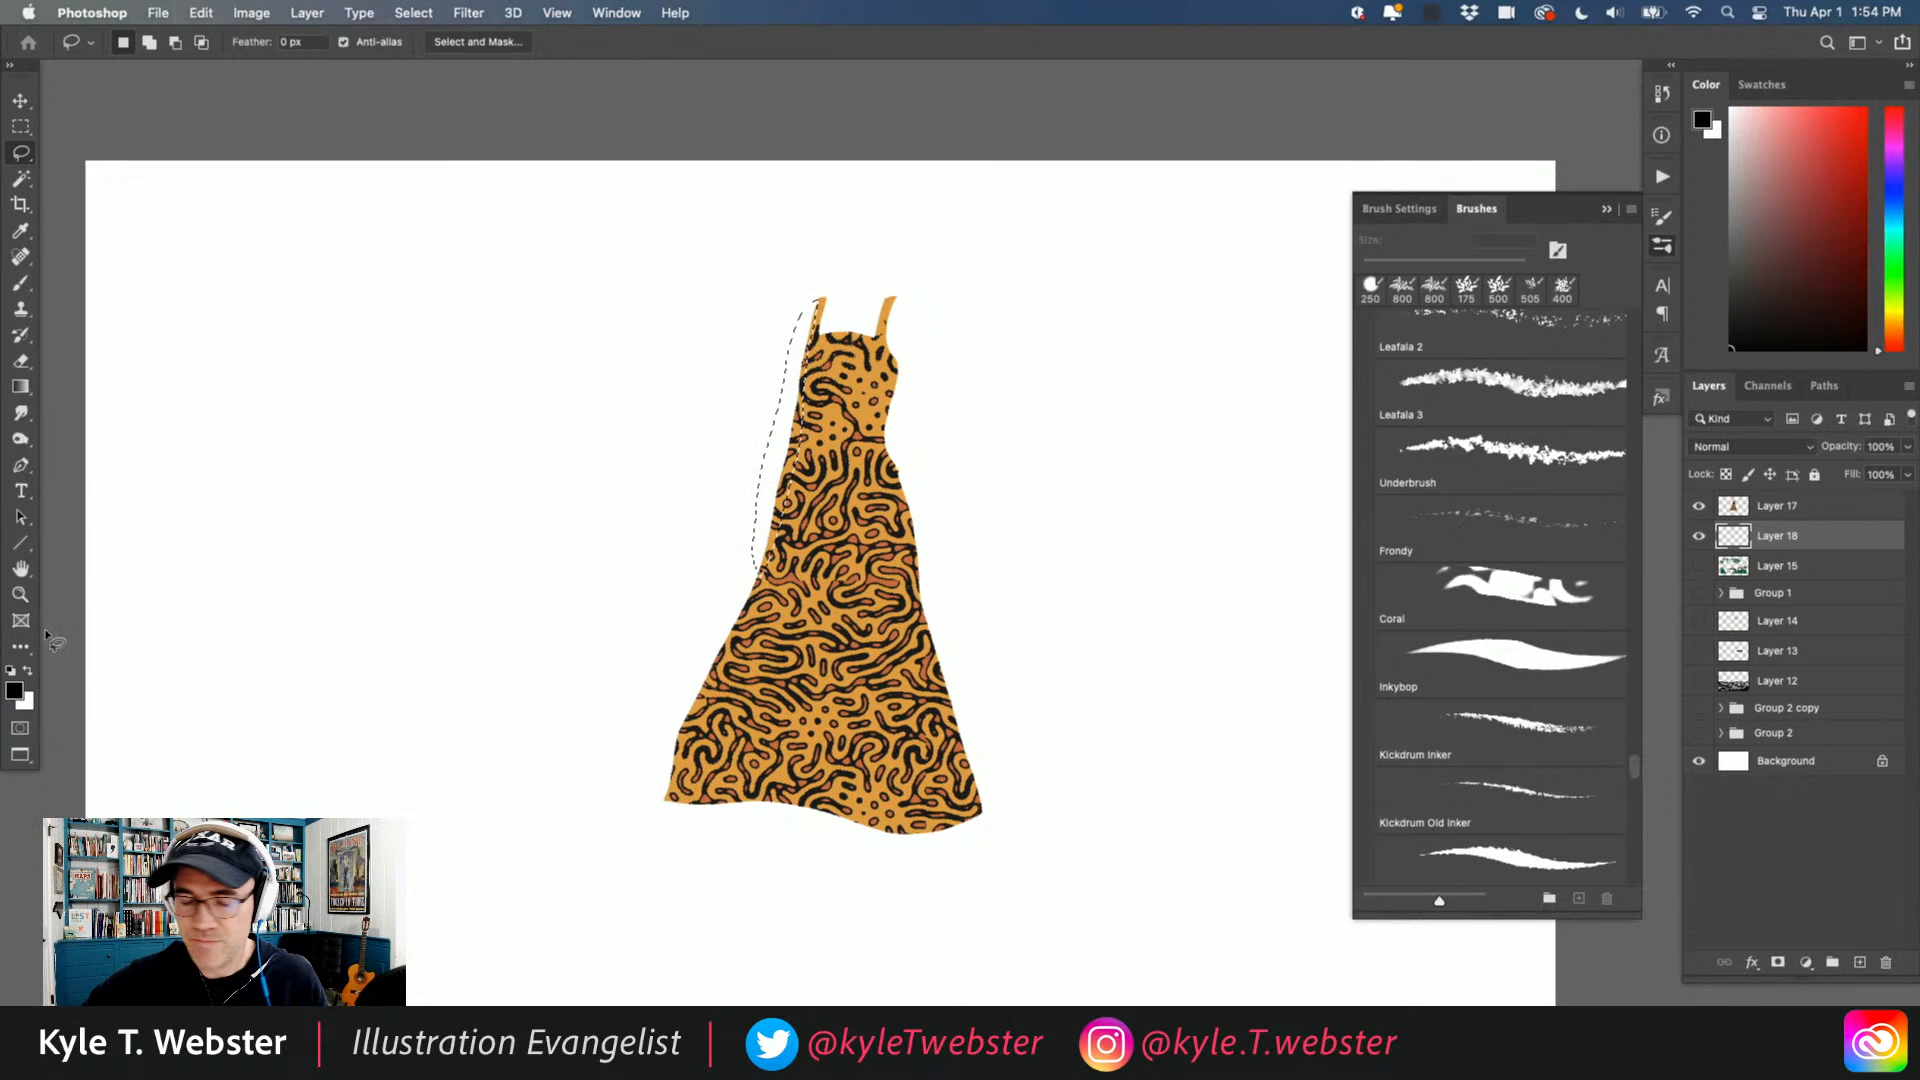 Photoshop File Edit Image Layer Type Select Filter 3D View Window Help
Thu Apr 1 1:54 PM
Feather: 0 px Anti-alias Select and Mask...
Color Swatches
Brush Settings Brushes
Size:
250 800 800 175 500 505 400
Leafala 2
Leafala 3
Underbrush
Frondy
Coral
Inkybop
Kickdrum Inker
Kickdrum Old Inker
Layers Channels Paths
Kind
Normal Opacity: 100%
Lock: Fill: 100%
Layer 17
Layer 18
Layer 15
Group 1
Layer 14
Layer 13
Layer 12
Group 2 copy
Group 2
Background
Kyle T. Webster | Illustration Evangelist | @kyleTwebster @kyle.T.webster